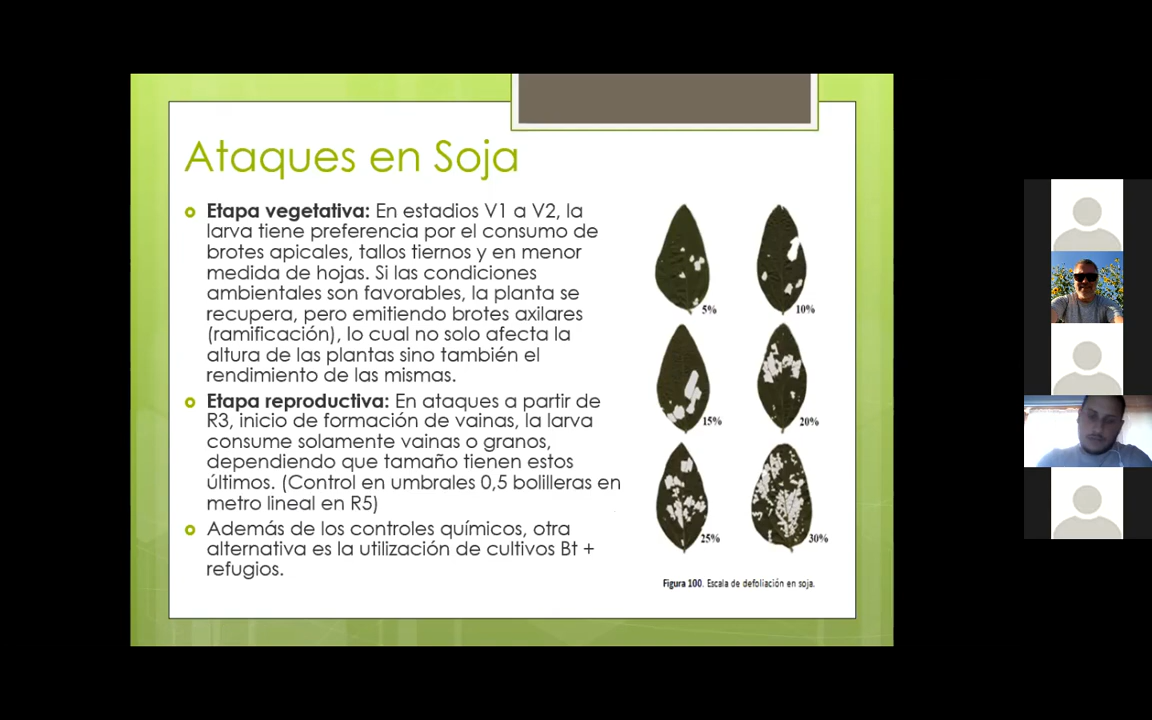 Ataques en Soja
Etapa vegetativa: En estadios V1 a V2, la
larva tiene preferencia por el consumo de
brotes apicales, tallos tiernos y en menor
medida de hojas. Si las condiciones
ambientales son favorables, la planta se
recupera, pero emitiendo brotes axilares
(ramificación), lo cual no solo afecta la
altura de las plantas sino también el
rendimiento de las mismas.
Etapa reproductiva: En ataques a partir de
R3, inicio de formación de vainas, la larva
consume solamente vainas o granos,
dependiendo que tamaño tienen estos
últimos. (Control en umbrales 0,5 bolilleras en
metro lineal en R5)
Además de los controles químicos, otra
alternativa es la utilización de cultivos Bt +
refugios.
5%
10%
15%
20%
25%
30%
Figura 100. Escala de defoliación en soja.